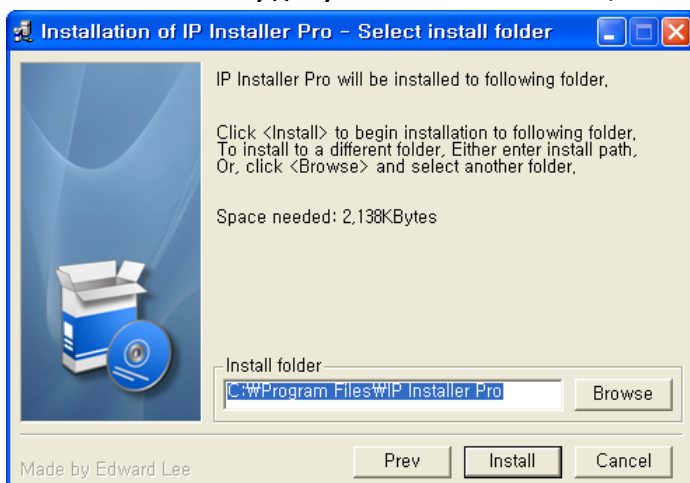 Installation of IP Installer Pro - Select install folder
IP Installer Pro will be installed to following folder,
Click <Install> to begin installation to following folder,
To install to a different folder, Either enter install path,
Or, click <Browse> and select another folder,
Space needed: 2,138KBytes
Install folder
C:₩Program Files₩IP Installer Pro
Browse
Made by Edward Lee
Prev
Install
Cancel